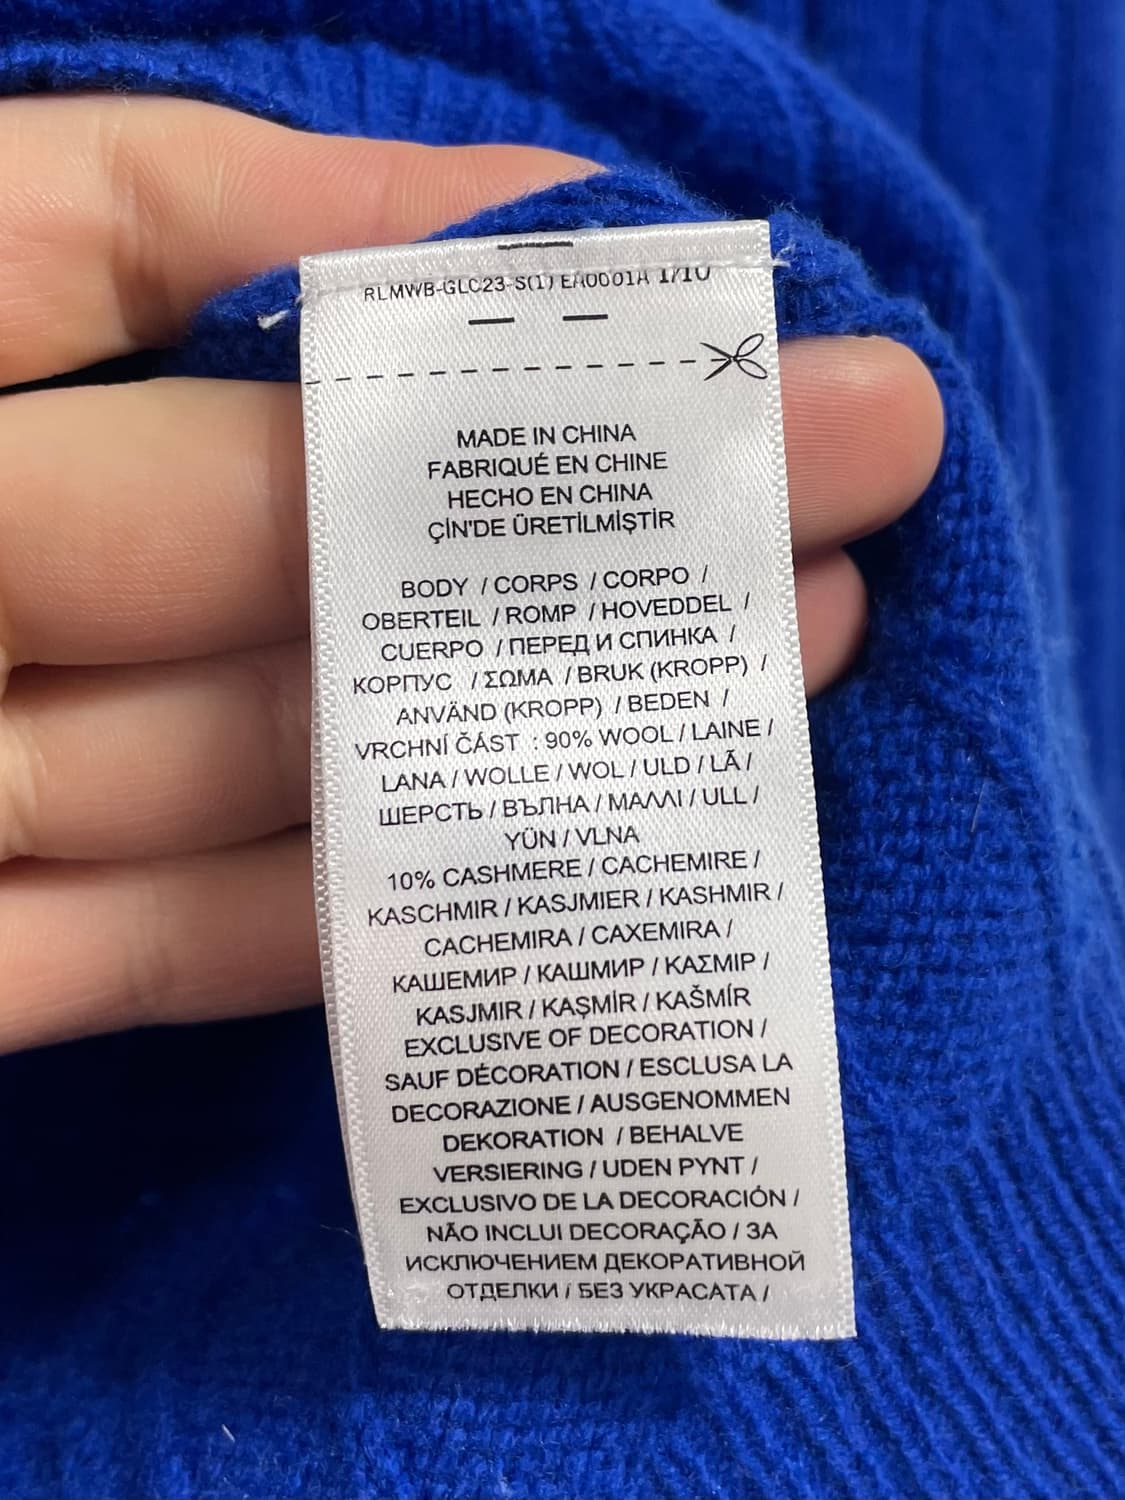 RLMWB-GLC23-S(1) EA0001A 1/10
MADE IN CHINA
FABRIQUÉ EN CHINE
HECHO EN CHINA
ÇİN'DE ÜRETİLMİŞTİR
BODY / CORPS / CORPO /
OBERTEIL / ROMP / HOVEDDEL /
CUERPO / ПЕРЕД И СПИНКА /
КОРПУС / ΣΩΜΑ / BRUK (KROPP) /
ANVÄND (KROPP) / BEDEN /
VRCHNÍ ČÁST : 90% WOOL / LAINE /
LANA / WOLLE / WOL / ULD / LÃ /
ШЕРСТЬ / ВЪЛНА / ΜΑΛΛΙ / ULL /
YÜN / VLNA
10% CASHMERE / CACHEMIRE /
KASCHMIR / KASJMIER / KASHMIR /
CACHEMIRA / CAXEMIRA /
КАШЕМИР / КАШМИР / ΚΑΣΜΙΡ /
KASJMIR / KAŞMİR / KAŠMÍR
EXCLUSIVE OF DECORATION /
SAUF DÉCORATION / ESCLUSA LA
DECORAZIONE / AUSGENOMMEN
DEKORATION / BEHALVE
VERSIERING / UDEN PYNT /
EXCLUSIVO DE LA DECORACIÓN /
NÃO INCLUI DECORAÇÃO / ЗА
ИСКЛЮЧЕНИЕМ ДЕКОРАТИВНОЙ
ОТДЕЛКИ / БЕЗ УКРАСАТА /